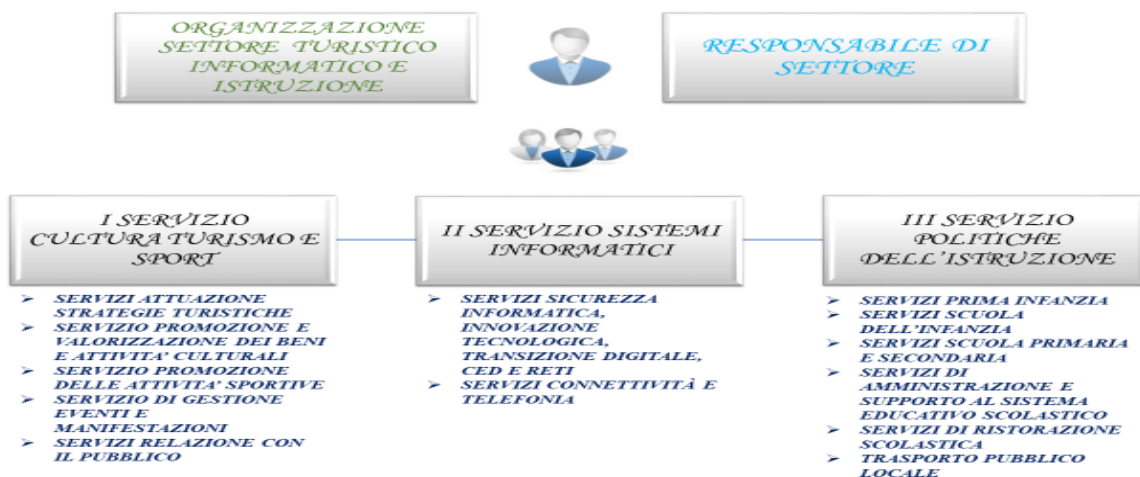 ORGANIZZAZIONE
SETTORE TURISTICO
INFORMATICO E
ISTRUZIONE
RESPONSABILE DI
SETTORE
I SERVIZIO
CULTURA TURISMO E
SPORT
II SERVIZIO SISTEMI
INFORMATICI
III SERVIZIO
POLITICHE
DELL'ISTRUZIONE
➢ SERVIZI ATTUAZIONE
STRATEGIE TURISTICHE
➢ SERVIZIO PROMOZIONE E
VALORIZZAZIONE DEI BENI
E ATTIVITA' CULTURALI
➢ SERVIZIO PROMOZIONE
DELLE ATTIVITA' SPORTIVE
➢ SERVIZIO DI GESTIONE
EVENTI E
MANIFESTAZIONI
➢ SERVIZI RELAZIONE CON
IL PUBBLICO
➢ SERVIZI SICUREZZA
INFORMATICA,
INNOVAZIONE
TECNOLOGICA,
TRANSIZIONE DIGITALE,
CED E RETI
➢ SERVIZI CONNETTIVITÀ E
TELEFONIA
➢ SERVIZI PRIMA INFANZIA
➢ SERVIZI SCUOLA
DELL'INFANZIA
➢ SERVIZI SCUOLA PRIMARIA
E SECONDARIA
➢ SERVIZI DI
AMMINISTRAZIONE E
SUPPORTO AL SISTEMA
EDUCATIVO SCOLASTICO
➢ SERVIZI DI RISTORAZIONE
SCOLASTICA
➢ TRASPORTO PUBBLICO
LOCALE